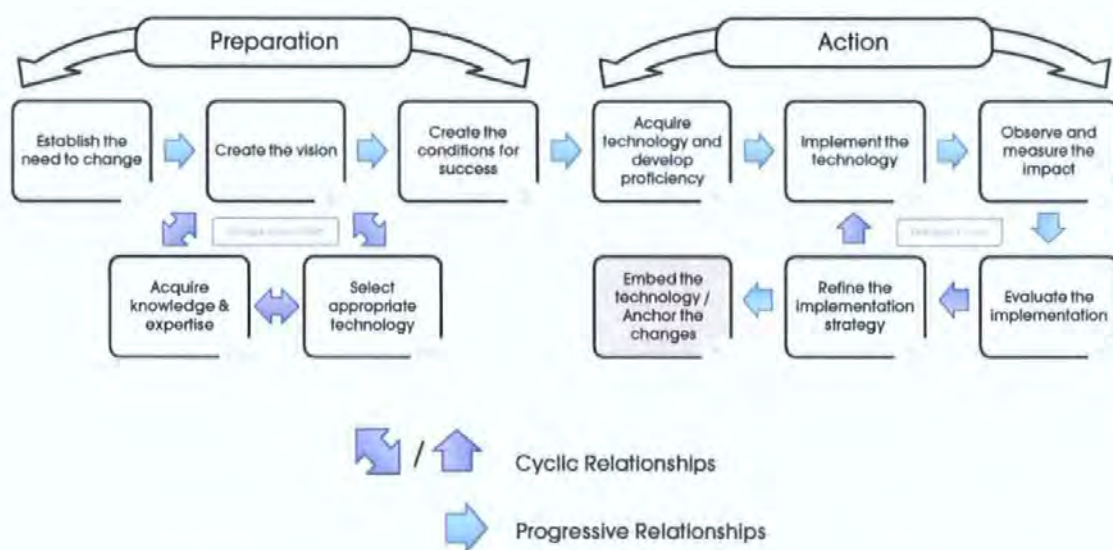 Preparation
Action
Establish the
need to change
Create the vision
Create the
conditions for
success
Acquire
technology and
develop
proficiency
Implement the
technology
Observe and
measure the
impact
Acquire
knowledge &
expertise
Select
appropriate
technology
Embed the
technology /
Anchor the
changes
Refine the
implementation
strategy
Evaluate the
implementation
/
Cyclic Relationships
Progressive Relationships